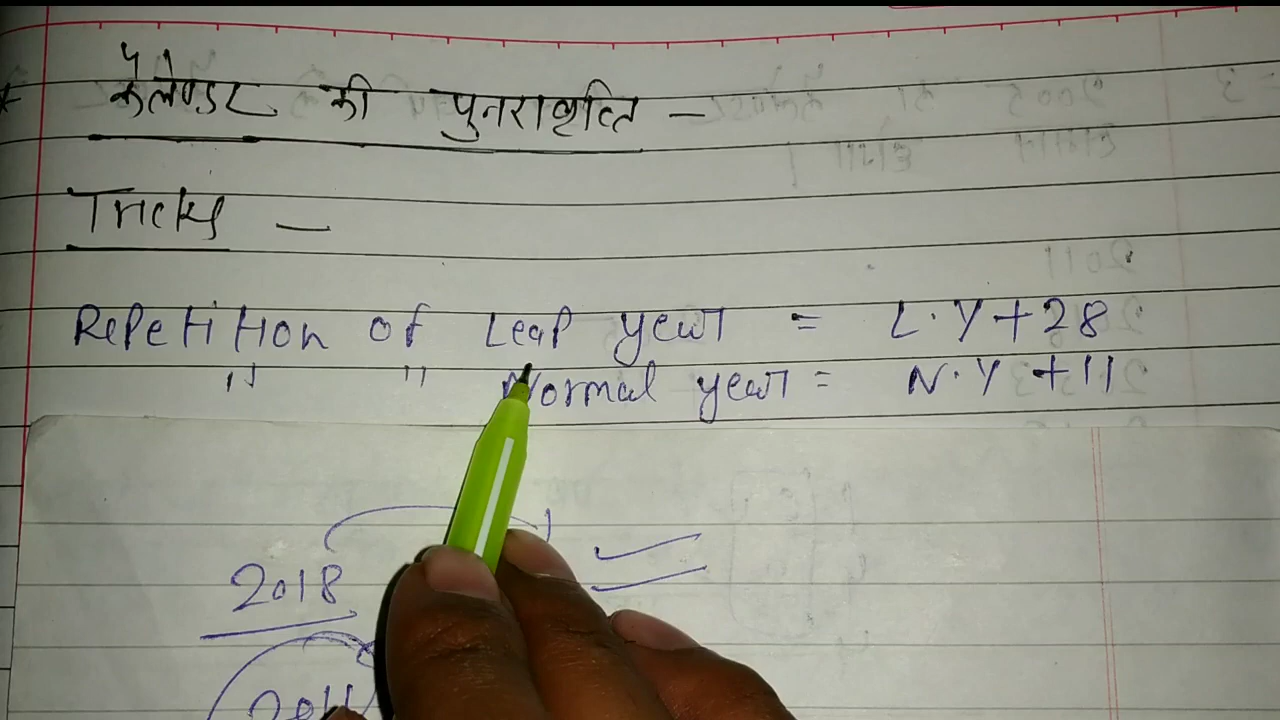 * कैलेण्डर की पुनरावृत्ति -
Tricks -
Repetition of Leap year = L.Y+28
" " Normal year = N.Y +11
2018